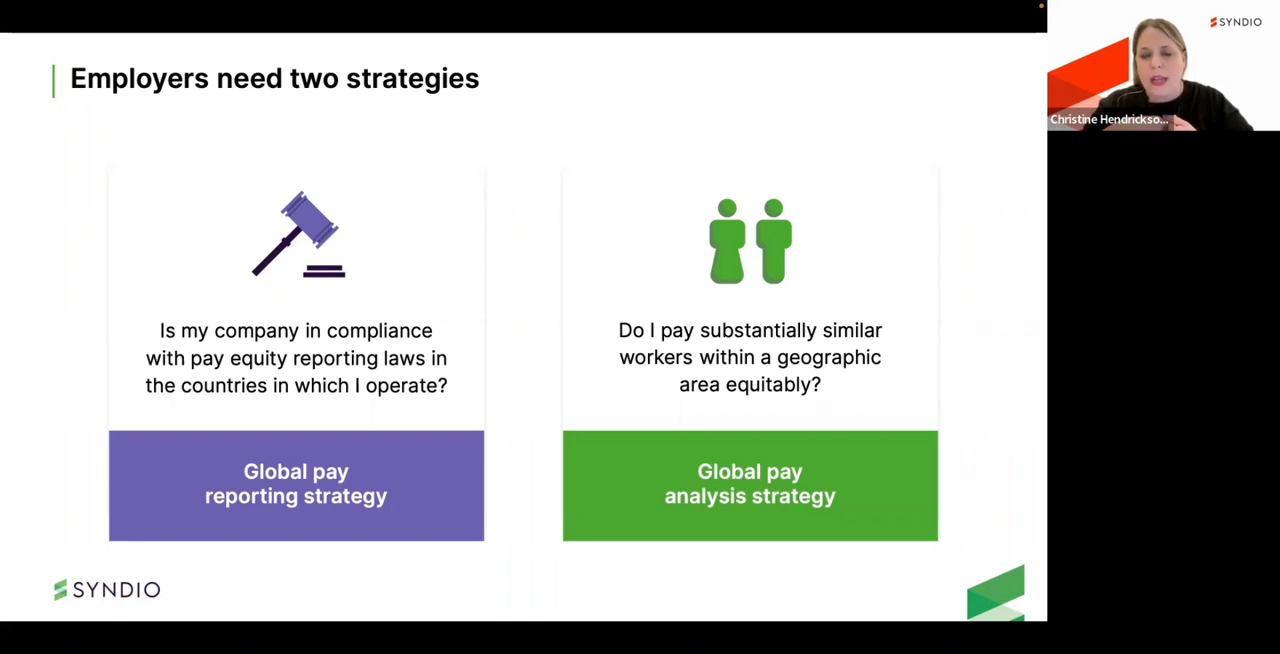 Employers need two strategies
Is my company in compliance
with pay equity reporting laws in
the countries in which I operate?
Global pay
reporting strategy
Do I pay substantially similar
workers within a geographic
area equitably?
Global pay
analysis strategy
SYNDIO
SYNDIO
Christine Hendrickso...